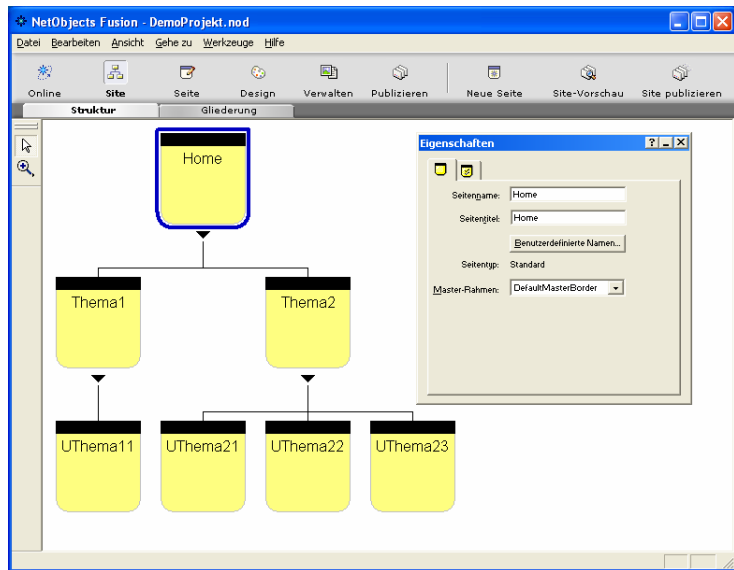 NetObjects Fusion - DemoProjekt.nod
Datei Bearbeiten Ansicht Gehe zu Werkzeuge Hilfe
Online Site Seite Design Verwalten Publizieren Neue Seite Site-Vorschau Site publizieren
Struktur Gliederung
Home
Eigenschaften
Seitenname: Home
Seitentitel: Home
Benutzerdefinierte Namen...
Seitentyp: Standard
Master-Rahmen: DefaultMasterBorder
Thema1 Thema2
UThema11 UThema21 UThema22 UThema23